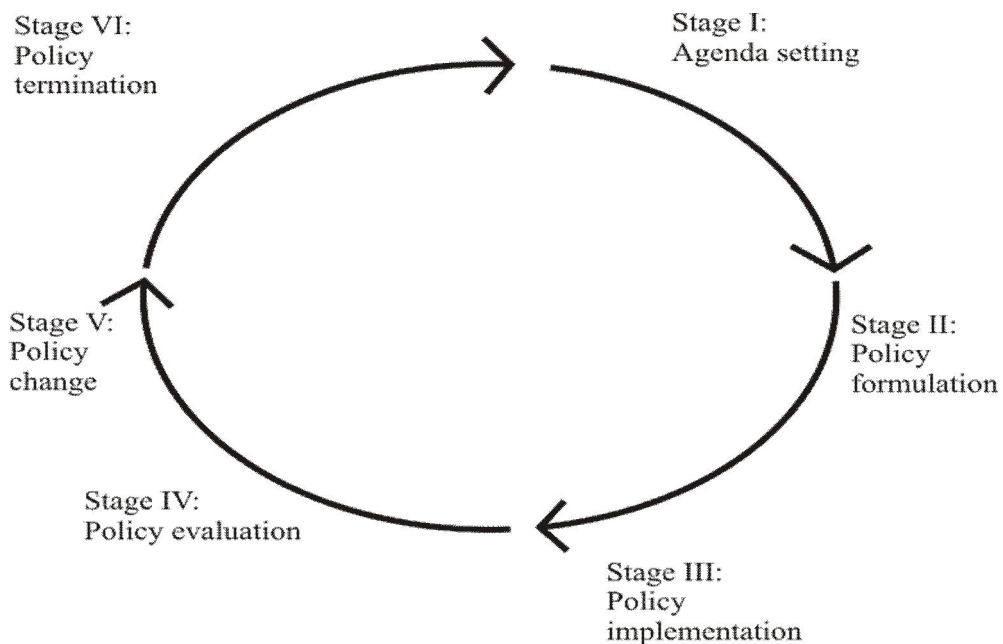 Stage I:
Agenda setting
Stage II:
Policy
formulation
Stage III:
Policy
implementation
Stage IV:
Policy evaluation
Stage V:
Policy
change
Stage VI:
Policy
termination